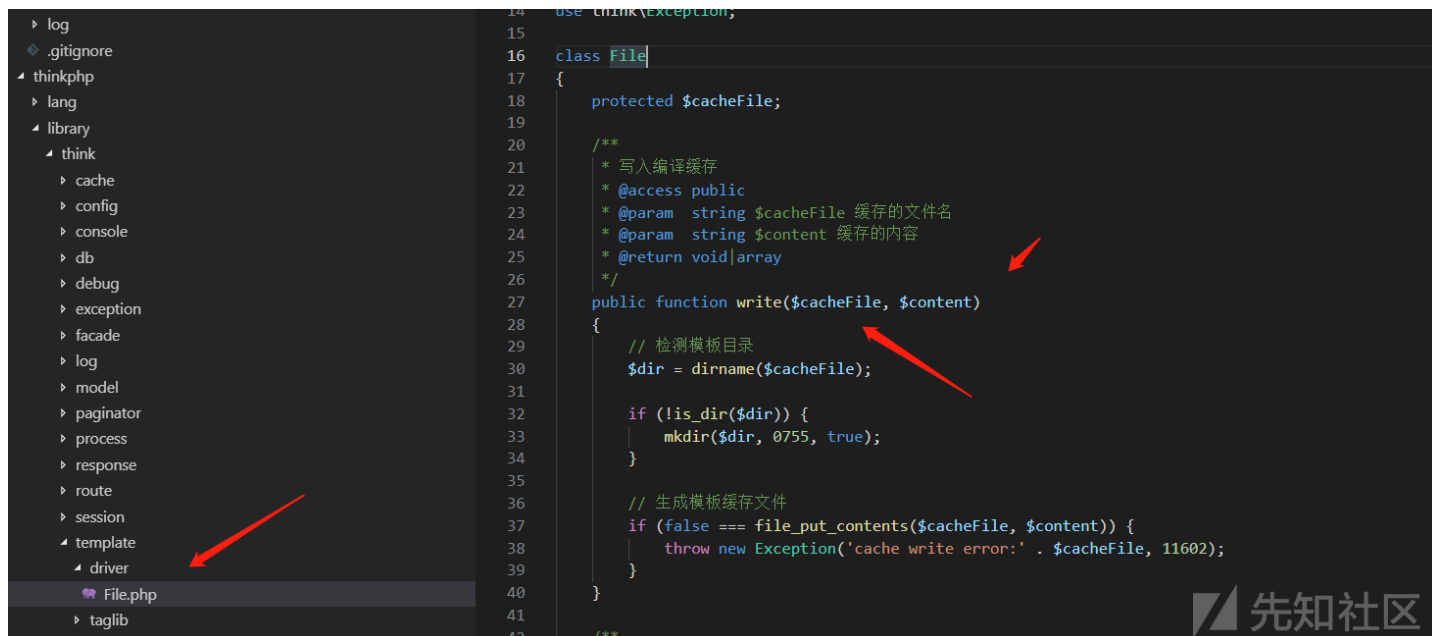 log
.gitignore
thinkphp
lang
library
think
cache
config
console
db
debug
exception
facade
log
model
paginator
process
response
route
session
template
driver
File.php
taglib
14 use think\Exception;
15
16 class File
17 {
18 protected $cacheFile;
19
20 /**
21 * 写入编译缓存
22 * @access public
23 * @param  string $cacheFile 缓存的文件名
24 * @param  string $content 缓存的内容
25 * @return void|array
26 */
27 public function write($cacheFile, $content)
28 {
29 // 检测模板目录
30 $dir = dirname($cacheFile);
31
32 if (!is_dir($dir)) {
33 mkdir($dir, 0755, true);
34 }
35
36 // 生成模板缓存文件
37 if (false === file_put_contents($cacheFile, $content)) {
38 throw new Exception('cache write error:' . $cacheFile, 11602);
39 }
40 }
41
42 /**
先知社区